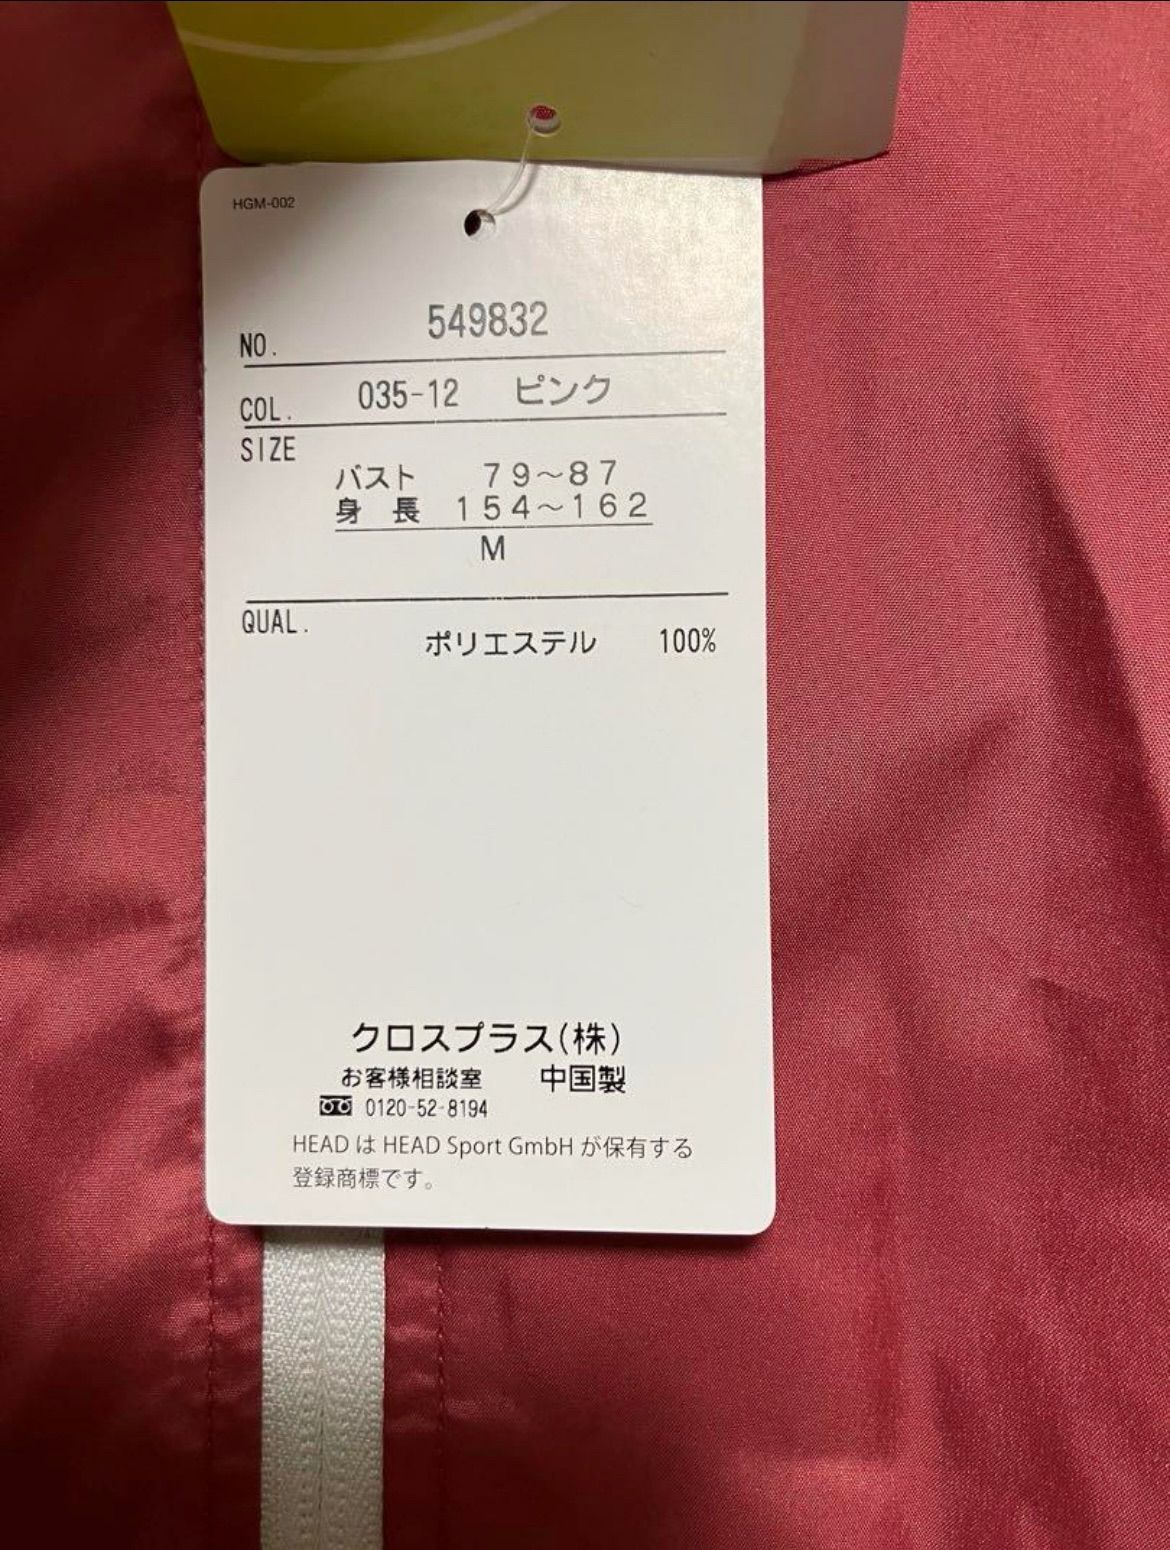 HGM-002
NO. 549832
COL. 035-12 ピンク
SIZE
バスト 79~87
身長 154~162
M
QUAL.
ポリエステル 100%
クロスプラス(株)
お客様相談室 中国製
0120-52-8194
HEAD は HEAD Sport GmbH が保有する
登録商標です。